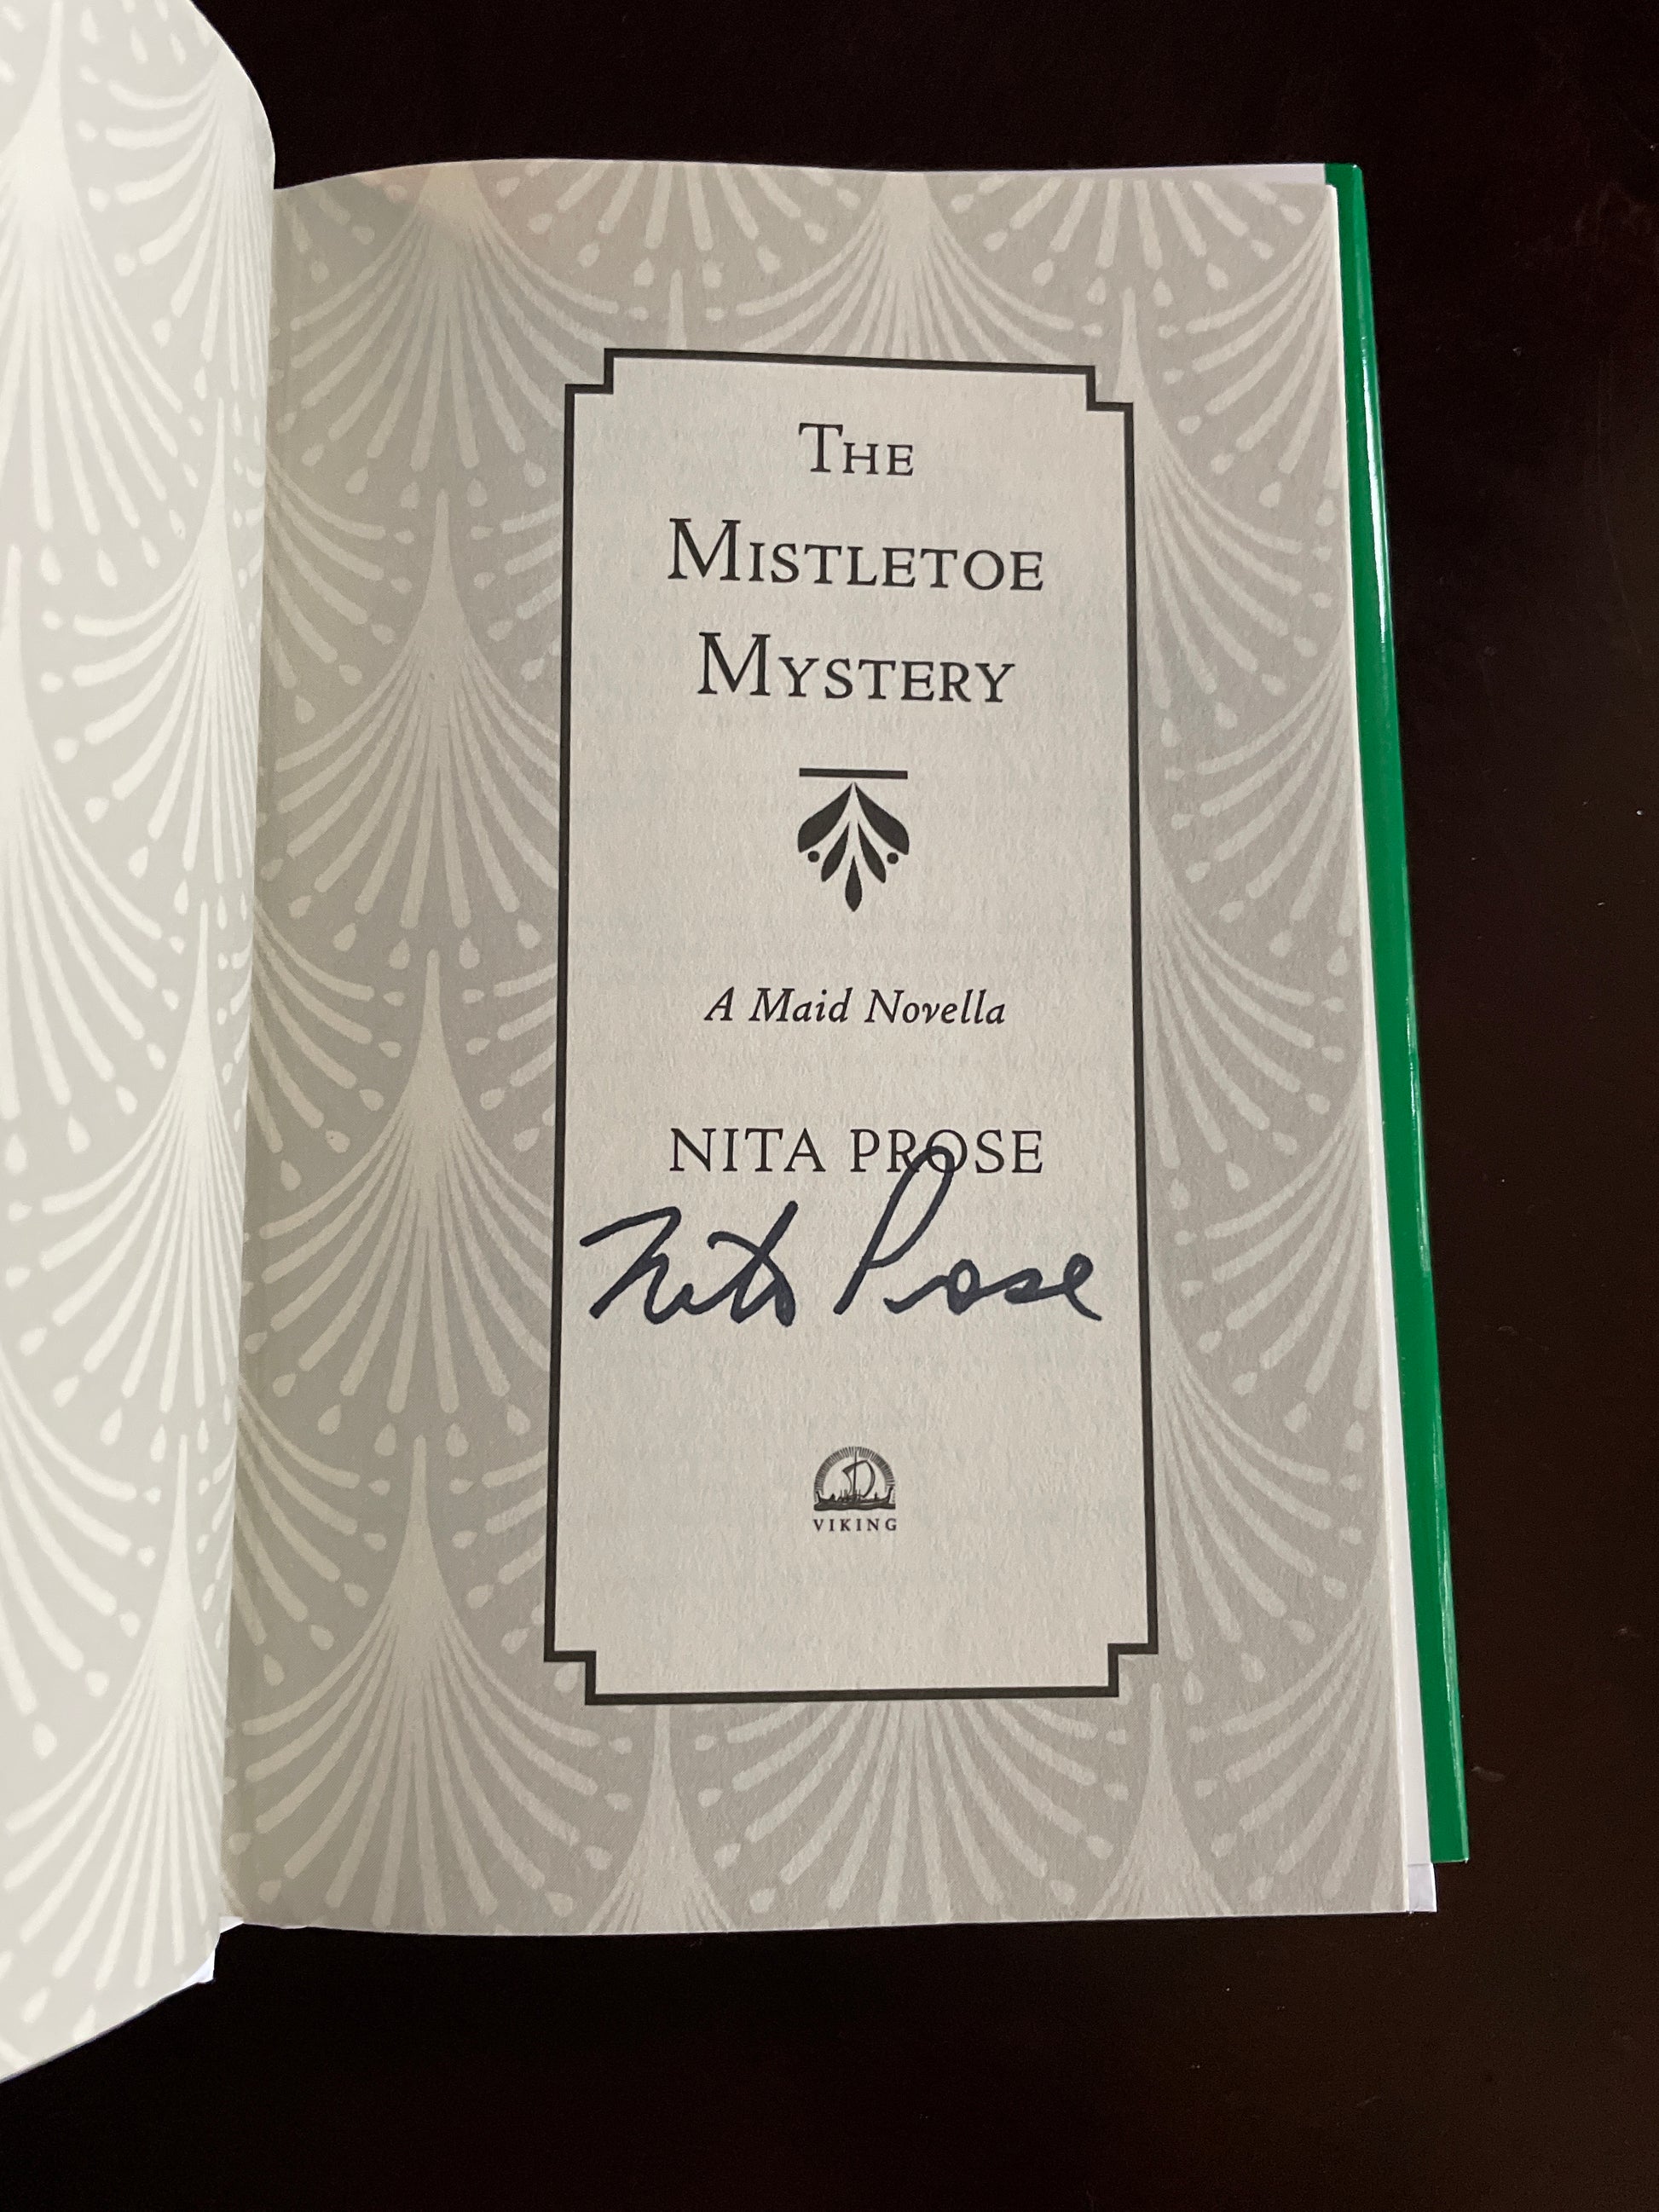 THE
MISTLETOE
MYSTERY
A Maid Novella
NITA PROSE
Nita Prose
VIKING